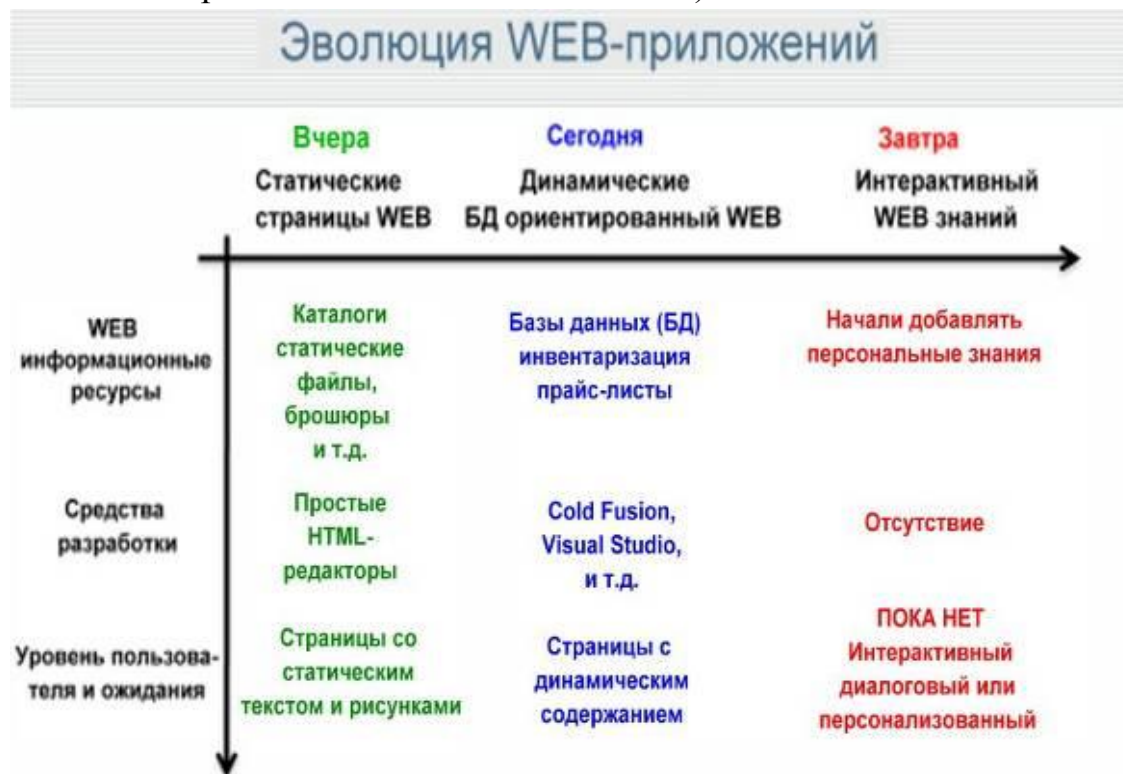 Эволюция WEB-приложений
Вчера
Сегодня
Завтра
Статические
страницы WEB
Динамические
БД ориентированный WEB
Интерактивный
WEB знаний
WEB
информационные
ресурсы
Каталоги
статические
файлы,
брошюры
и т.д.
Базы данных (БД)
инвентаризация
прайс-листы
Начали добавлять
персональные знания
Средства
разработки
Простые
HTML-
редакторы
Cold Fusion,
Visual Studio,
и т.д.
Отсутствие
Уровень пользова-
теля и ожидания
Страницы со
статическим
текстом и рисунками
Страницы с
динамическим
содержанием
ПОКА НЕТ
Интерактивный
диалоговый или
персонализованный